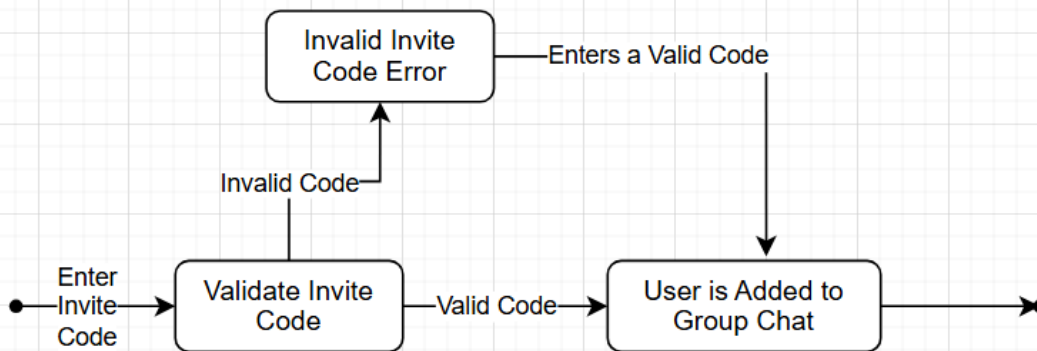 Invalid Invite
Code Error
Enters a Valid Code
Invalid Code
Enter
Invite
Code
Validate Invite
Code
Valid Code
User is Added to
Group Chat